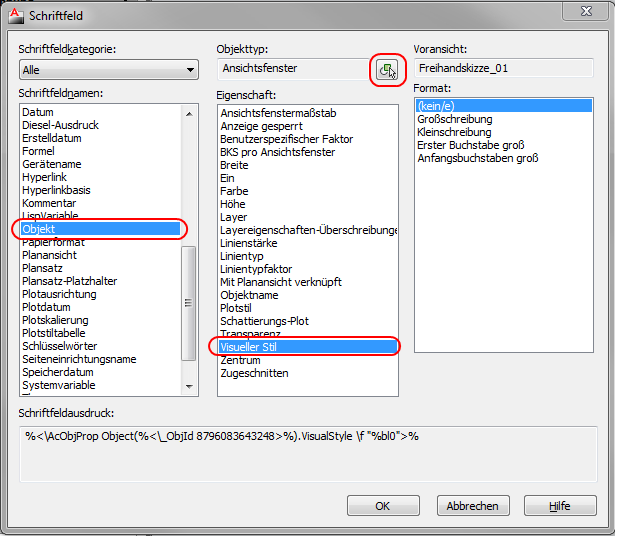 Schriftfeld
Schriftfeldkategorie:
Alle
Schriftfeldnamen:
Datum
Diesel-Ausdruck
Erstelldatum
Formel
Gerätename
Hyperlink
Hyperlinkbasis
Kommentar
LispVariable
Objekt
Papierformat
Planansicht
Plansatz
Plansatz-Platzhalter
Plotausrichtung
Plotdatum
Plotskalierung
Plotstiltabelle
Schlüsselwörter
Seiteneinrichtungsname
Speicherdatum
Systemvariable
Objekttyp:
Ansichtsfenster
Eigenschaft:
Ansichtsfenstermaßstab
Anzeige gesperrt
Benutzerspezifischer Faktor
BKS pro Ansichtsfenster
Breite
Ein
Farbe
Höhe
Layer
Layereigenschaften-Überschreibunge
Linienstärke
Linientyp
Linientypfaktor
Mit Planansicht verknüpft
Objektname
Plotstil
Schattierungs-Plot
Transparenz
Visueller Stil
Zentrum
Zugeschnitten
Voransicht:
Freihandskizze_01
Format:
(kein/e)
Großschreibung
Kleinschreibung
Erster Buchstabe groß
Anfangsbuchstaben groß
Schriftfeldausdruck:
%<\AcObjProp Object(%<\_ObjId 8796083643248>%).VisualStyle \f "%bl0">%
OK
Abbrechen
Hilfe